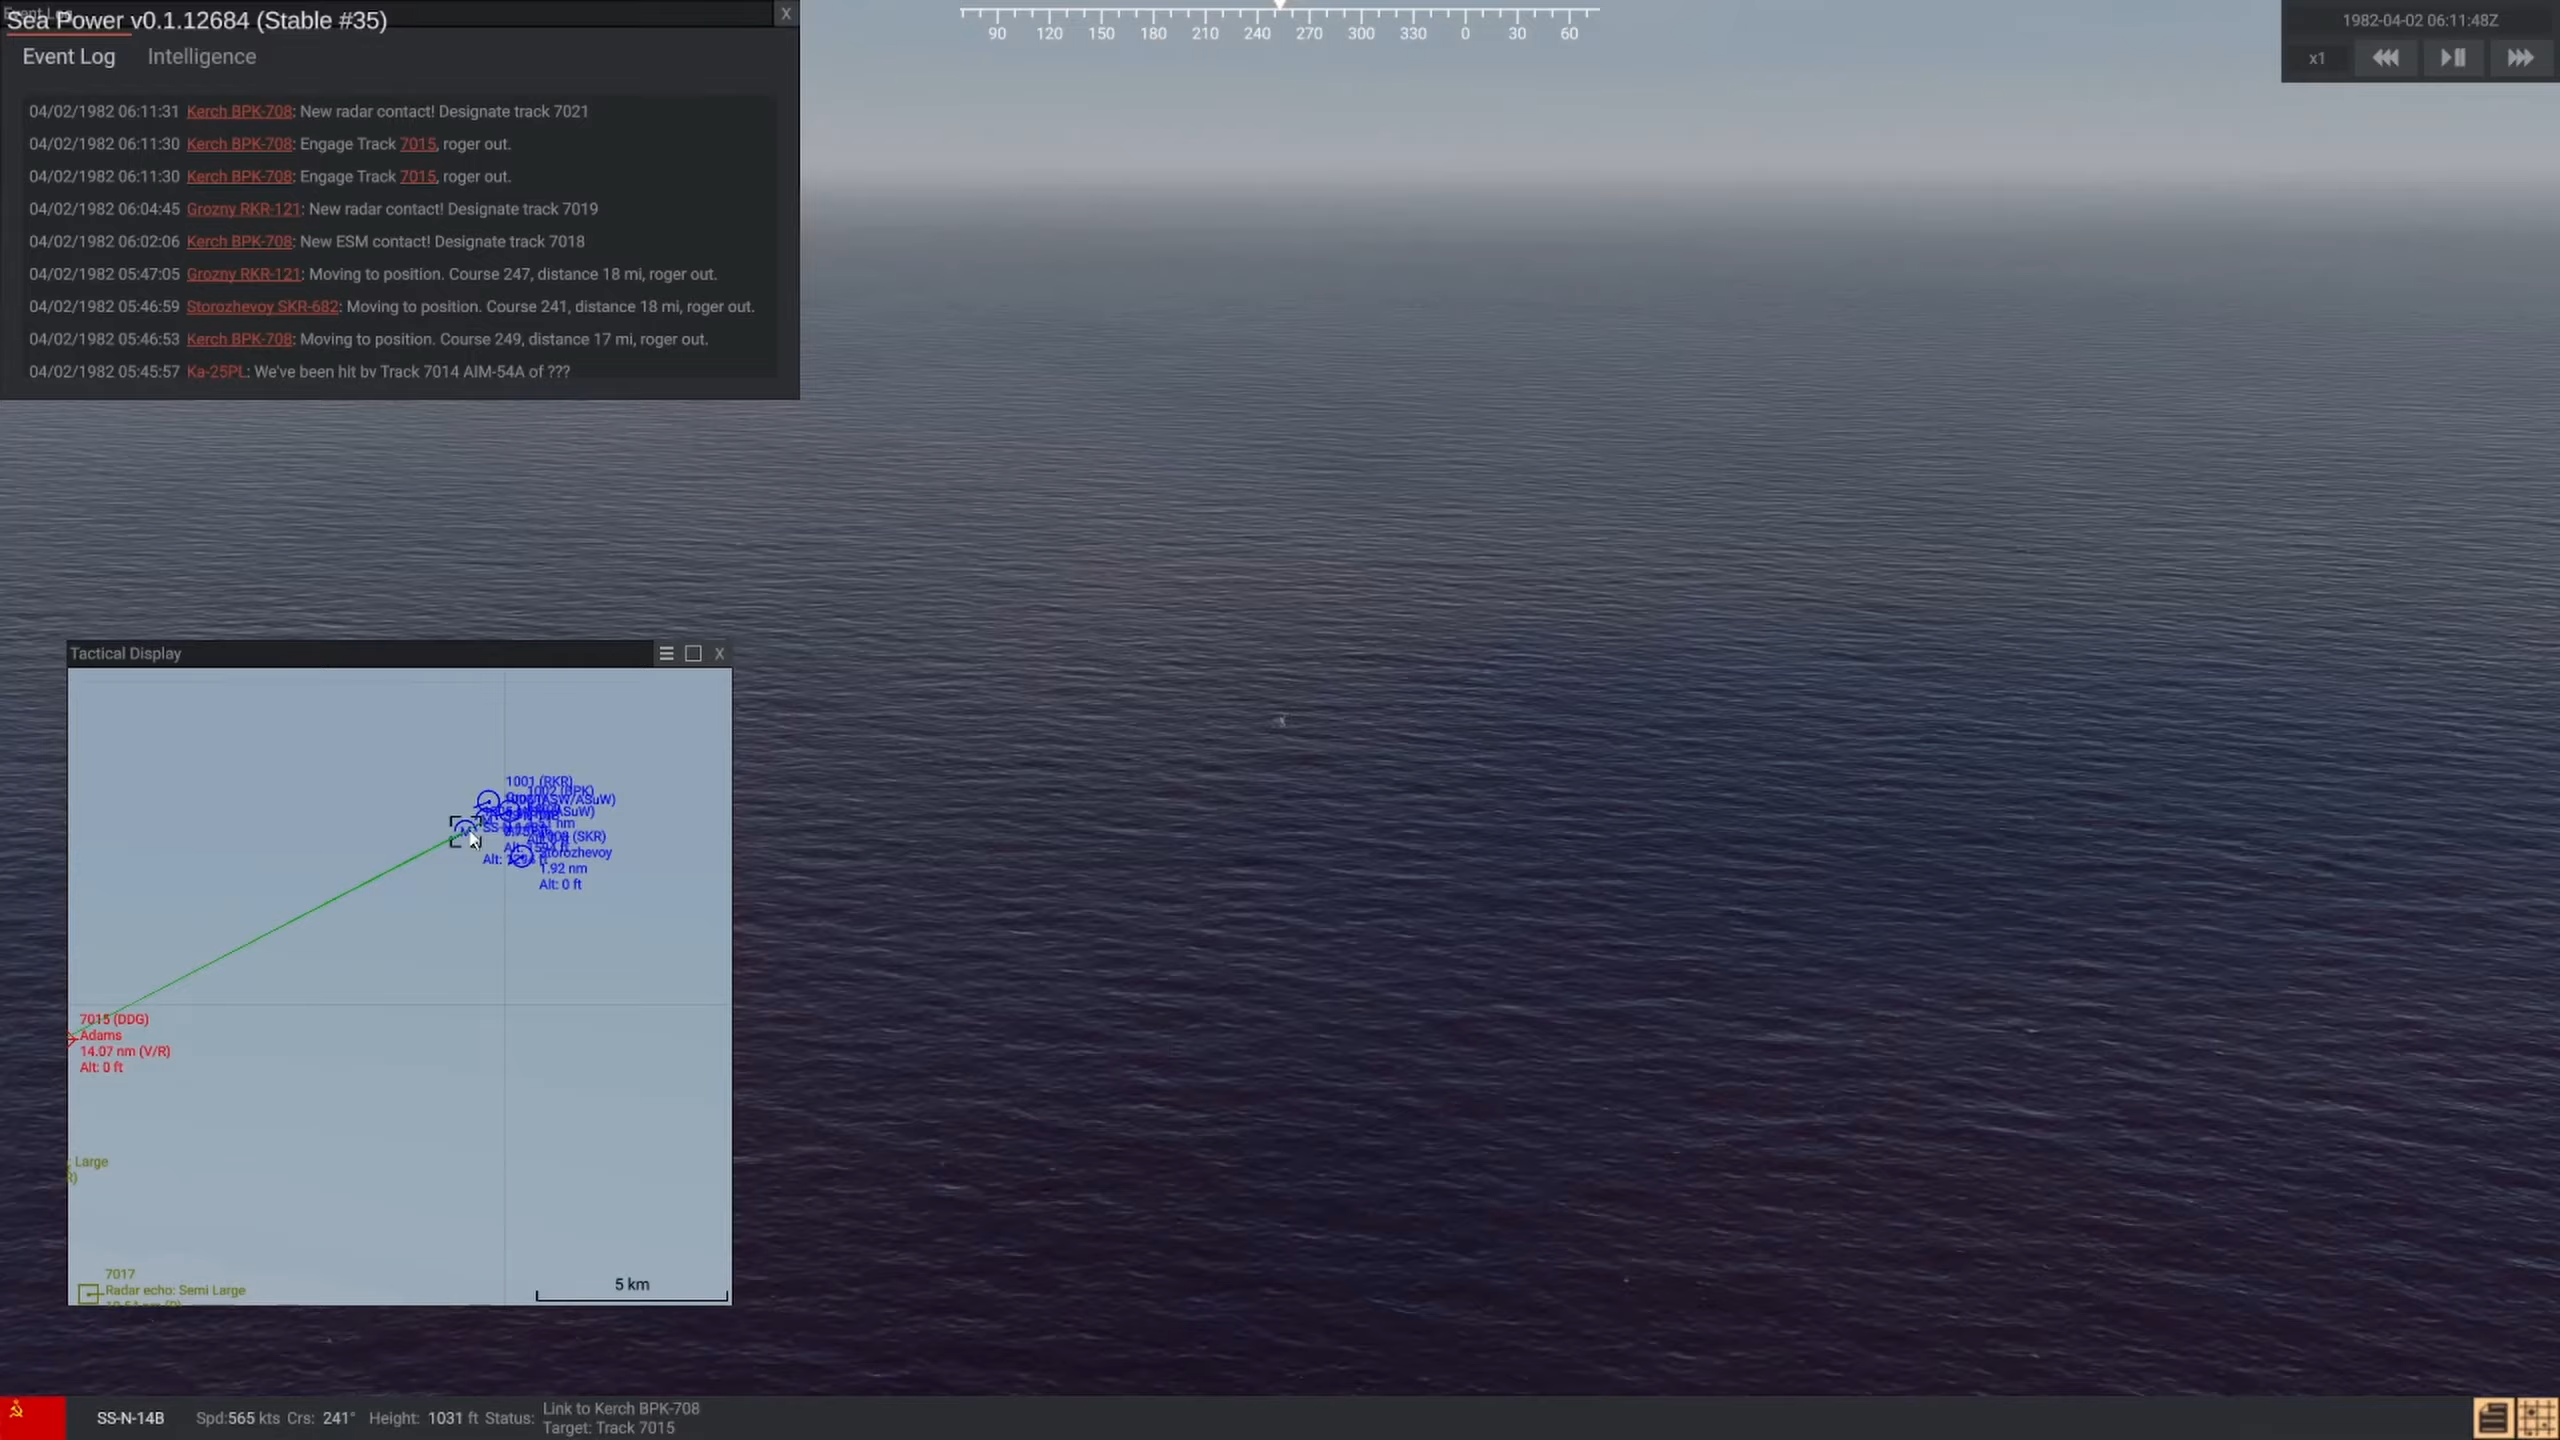 Sea Power v0.1.12684 (Stable #35)
X
Event Log
Intelligence
04/02/1982 06:11:31 Kerch BPK-708: New radar contact! Designate track 7021
04/02/1982 06:11:30 Kerch BPK-708: Engage Track 7015, roger out.
04/02/1982 06:11:30 Kerch BPK-708: Engage Track 7015, roger out.
04/02/1982 06:04:45 Grozny RKR-121: New radar contact! Designate track 7019
04/02/1982 06:02:06 Kerch BPK-708: New ESM contact! Designate track 7018
04/02/1982 05:47:05 Grozny RKR-121: Moving to position. Course 247, distance 18 mi, roger out.
04/02/1982 05:46:59 Storozhevoy SKR-682: Moving to position. Course 241, distance 18 mi, roger out.
04/02/1982 05:46:53 Kerch BPK-708: Moving to position. Course 249, distance 17 mi, roger out.
04/02/1982 05:45:57 Ka-25PL: We've been hit by Track 7014 AIM-54A of ???
90 120 150 180 210 240 270 300 330 0 30 60
1982-04-02 06:11:48Z
x1
Tactical Display
X
1001 (RKR)
1002 (BPK)
(SKR)
Storozhevoy
1.92 nm
Alt: 0 ft
7015 (DDG)
Adams
14.07 nm (V/R)
Alt: 0 ft
Large
7017
Radar echo: Semi Large
5 km
SS-N-14B Spd:565 kts Crs: 241° Height: 1031 ft Status:
Link to Kerch BPK-708
Target: Track 7015